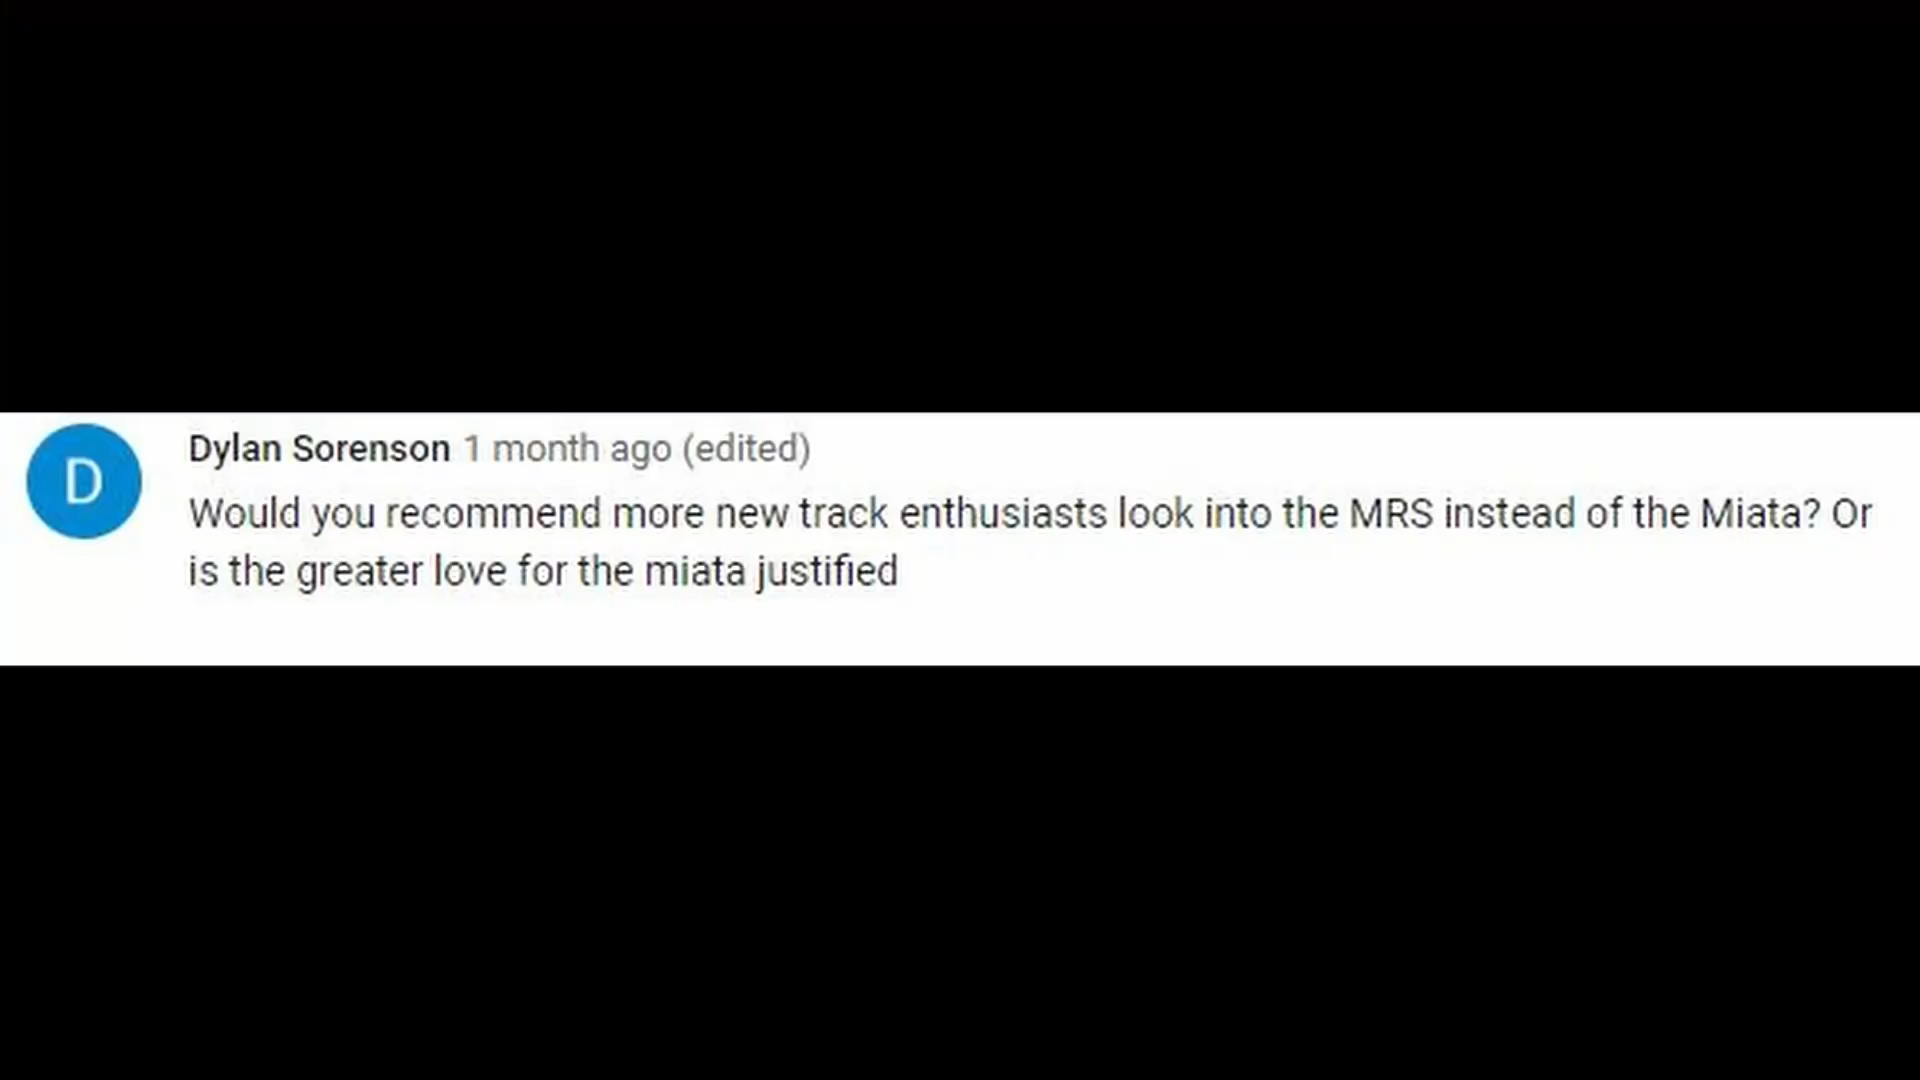 D
Dylan Sorenson 1 month ago (edited)
Would you recommend more new track enthusiasts look into the MRS instead of the Miata? Or
is the greater love for the miata justified